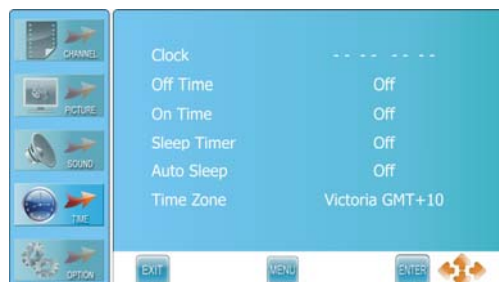 CHANNEL
PICTURE
SOUND
TIME
OPTION
Clock -- -- -- -- --
Off Time Off
On Time Off
Sleep Timer Off
Auto Sleep Off
Time Zone Victoria GMT+10
EXIT MENU ENTER